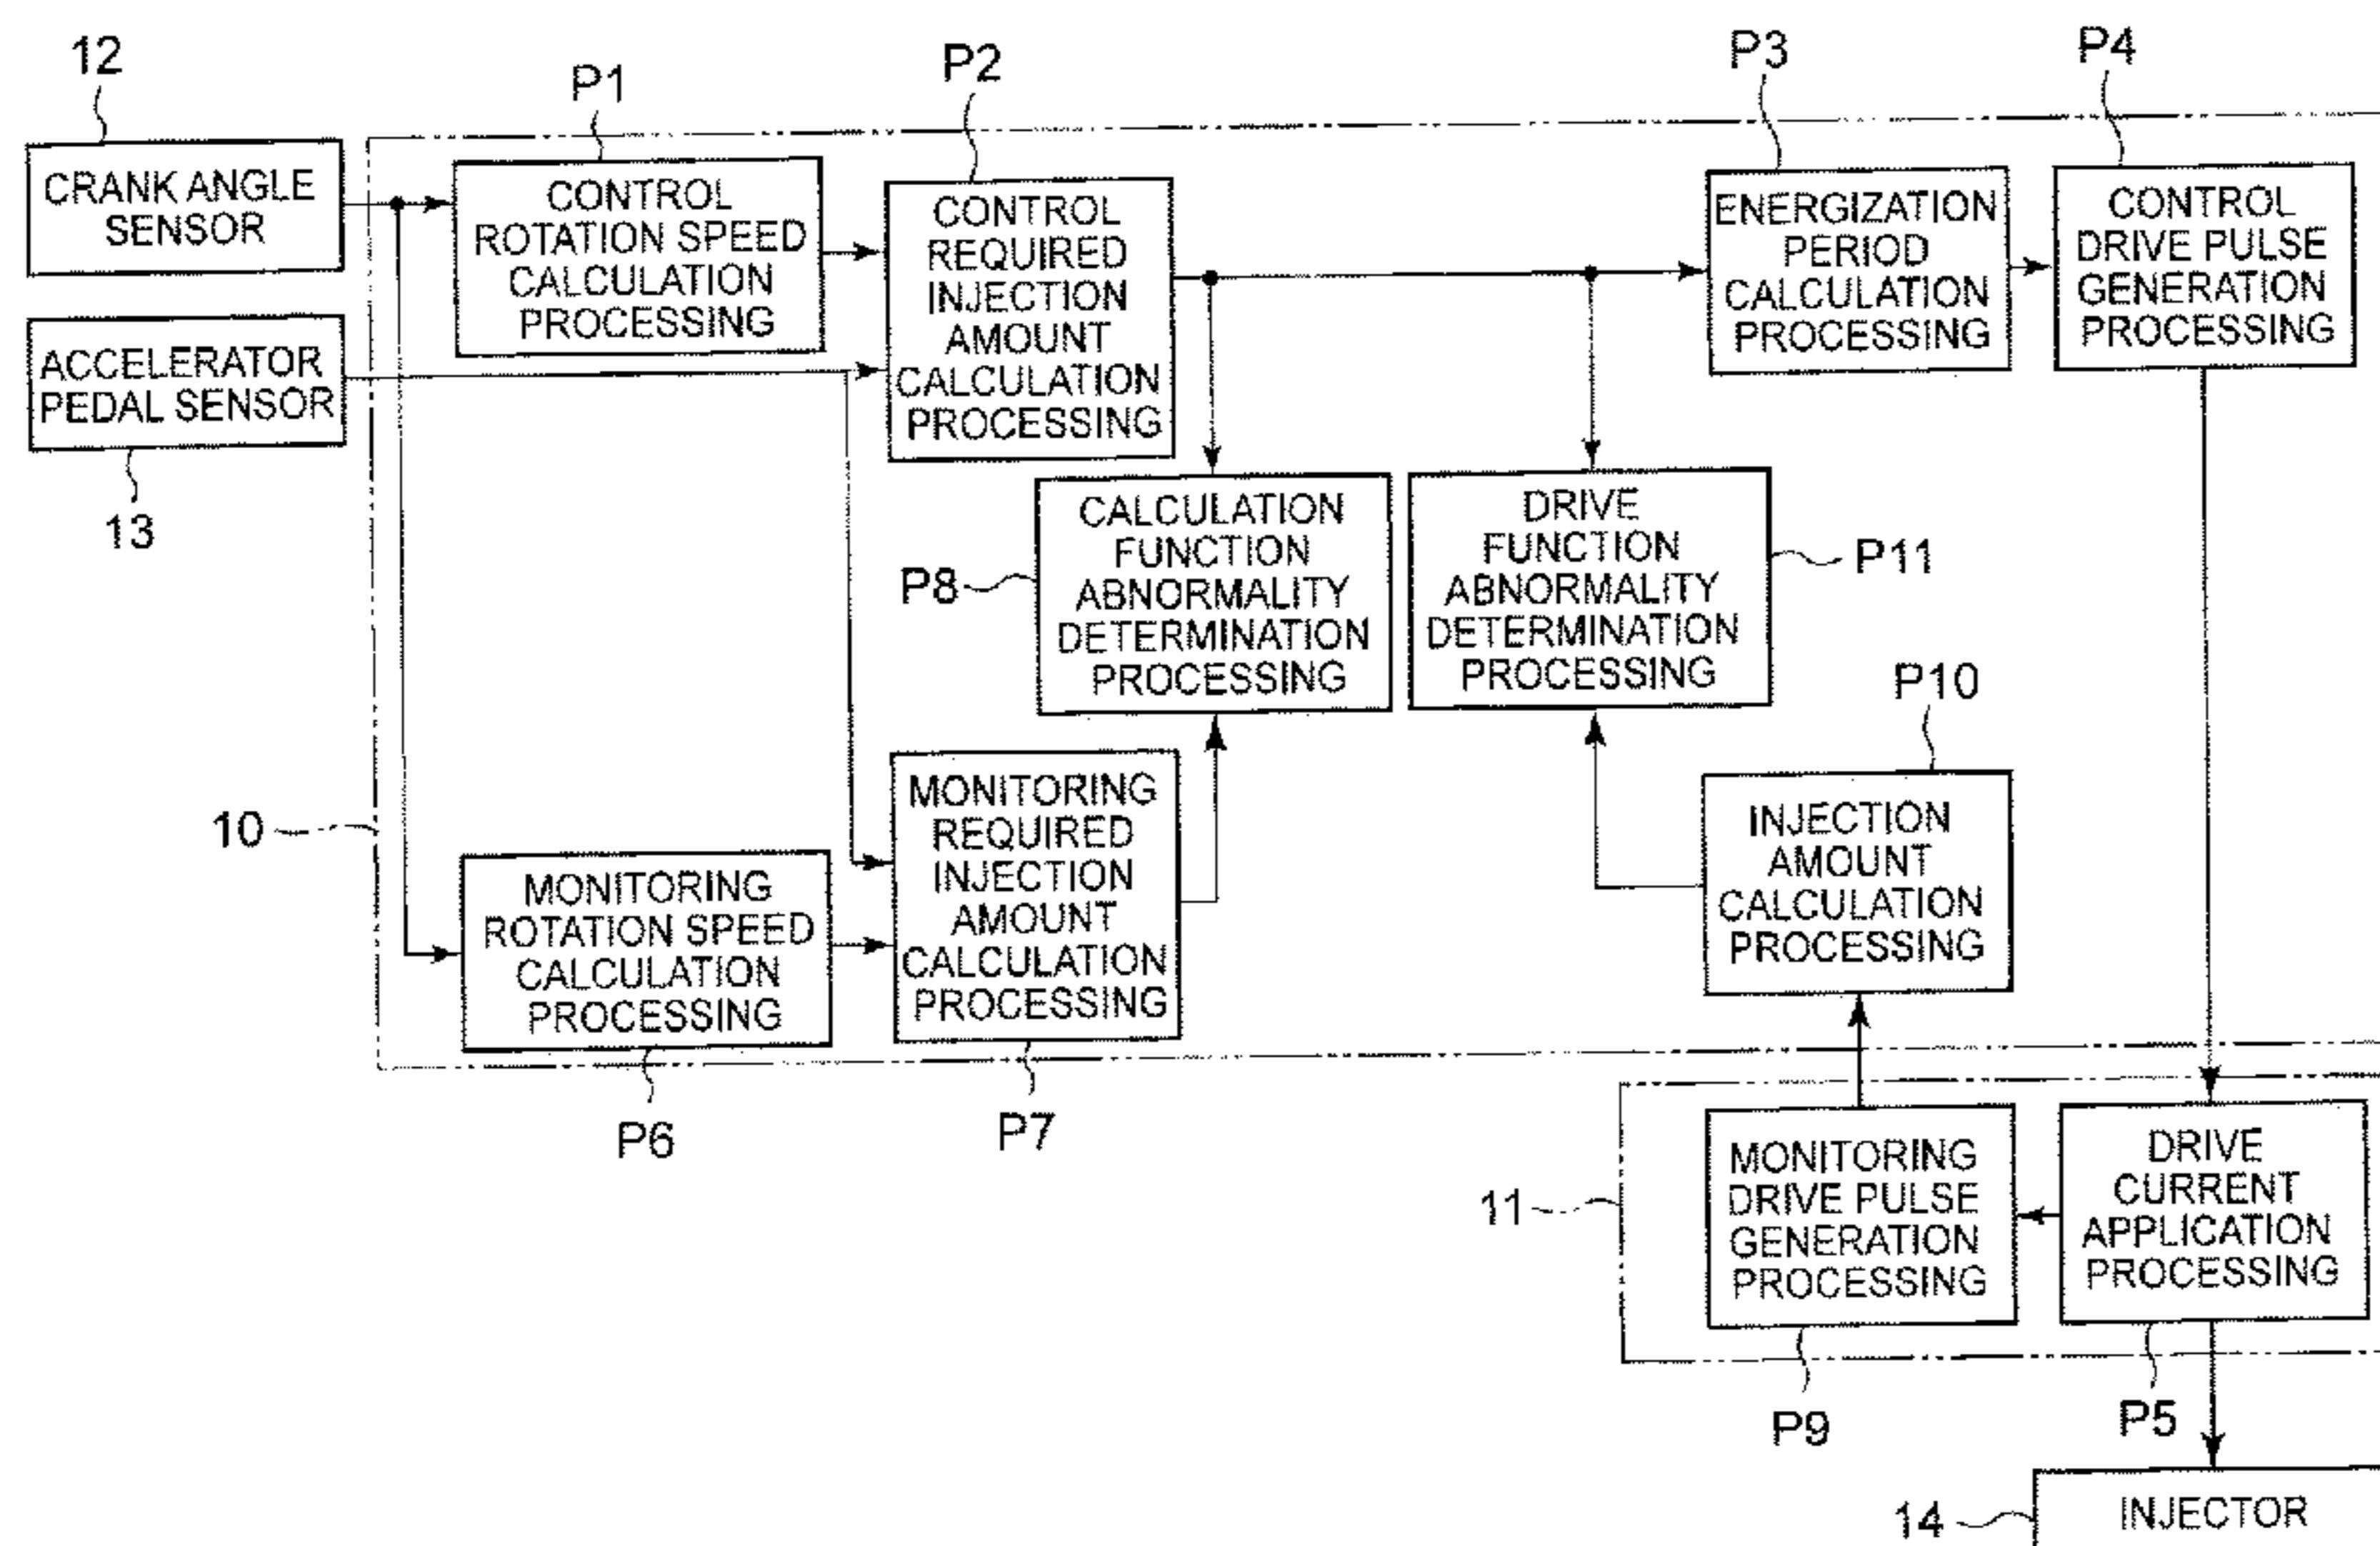 12
P1
P2
P3
P4
CRANK ANGLE
SENSOR
CONTROL
ROTATION SPEED
CALCULATION
PROCESSING
CONTROL
REQUIRED
INJECTION
AMOUNT
CALCULATION
PROCESSING
ENERGIZATION
PERIOD
CALCULATION
PROCESSING
CONTROL
DRIVE PULSE
GENERATION
PROCESSING
ACCELERATOR
PEDAL SENSOR
13
P8
CALCULATION
FUNCTION
ABNORMALITY
DETERMINATION
PROCESSING
DRIVE
FUNCTION
ABNORMALITY
DETERMINATION
PROCESSING
P11
P10
10
MONITORING
ROTATION SPEED
CALCULATION
PROCESSING
MONITORING
REQUIRED
INJECTION
AMOUNT
CALCULATION
PROCESSING
INJECTION
AMOUNT
CALCULATION
PROCESSING
P6
P7
11
MONITORING
DRIVE PULSE
GENERATION
PROCESSING
DRIVE
CURRENT
APPLICATION
PROCESSING
P9
P5
14
INJECTOR